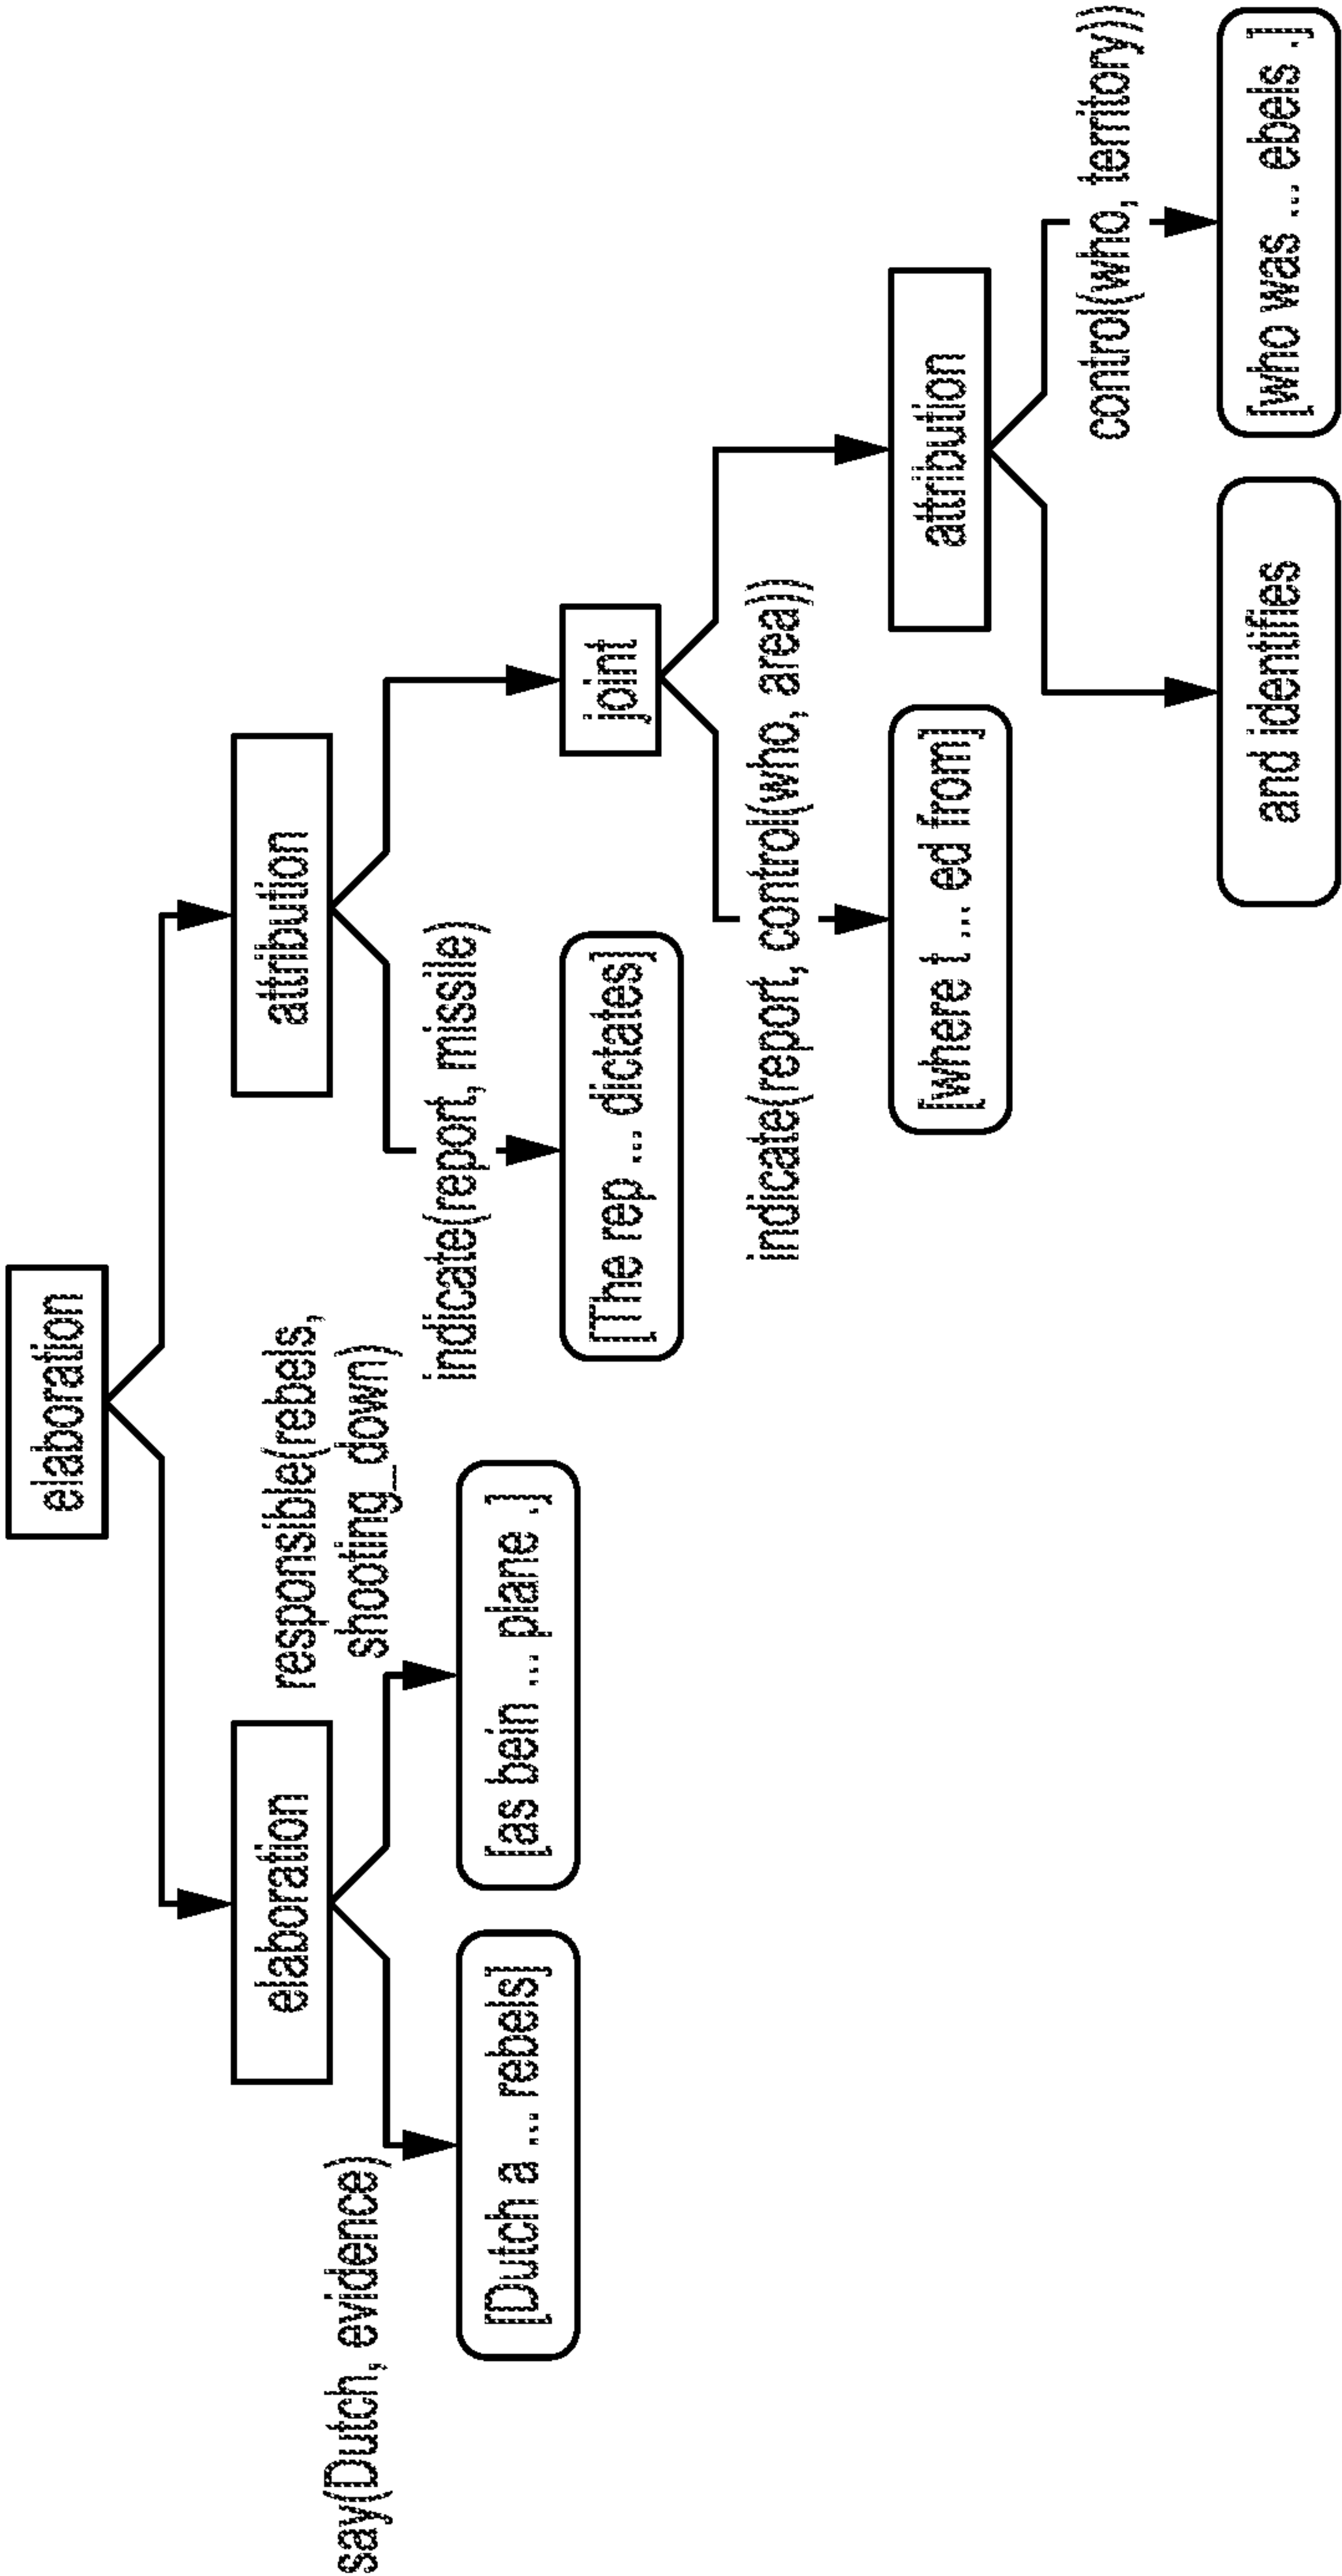 elaboration
elaboration
attribution
say(Dutch, evidence)
responsible(rebels,
shooting_down)
indicate(report, missile)
[Dutch a ... rebels]
[as bein ... plane ,]
[The rep ... dictates]
joint
indicate(report, control(who, area))
[where t ... ed from]
attribution
control(who, territory))
and identifies
[who was ... ebels .]